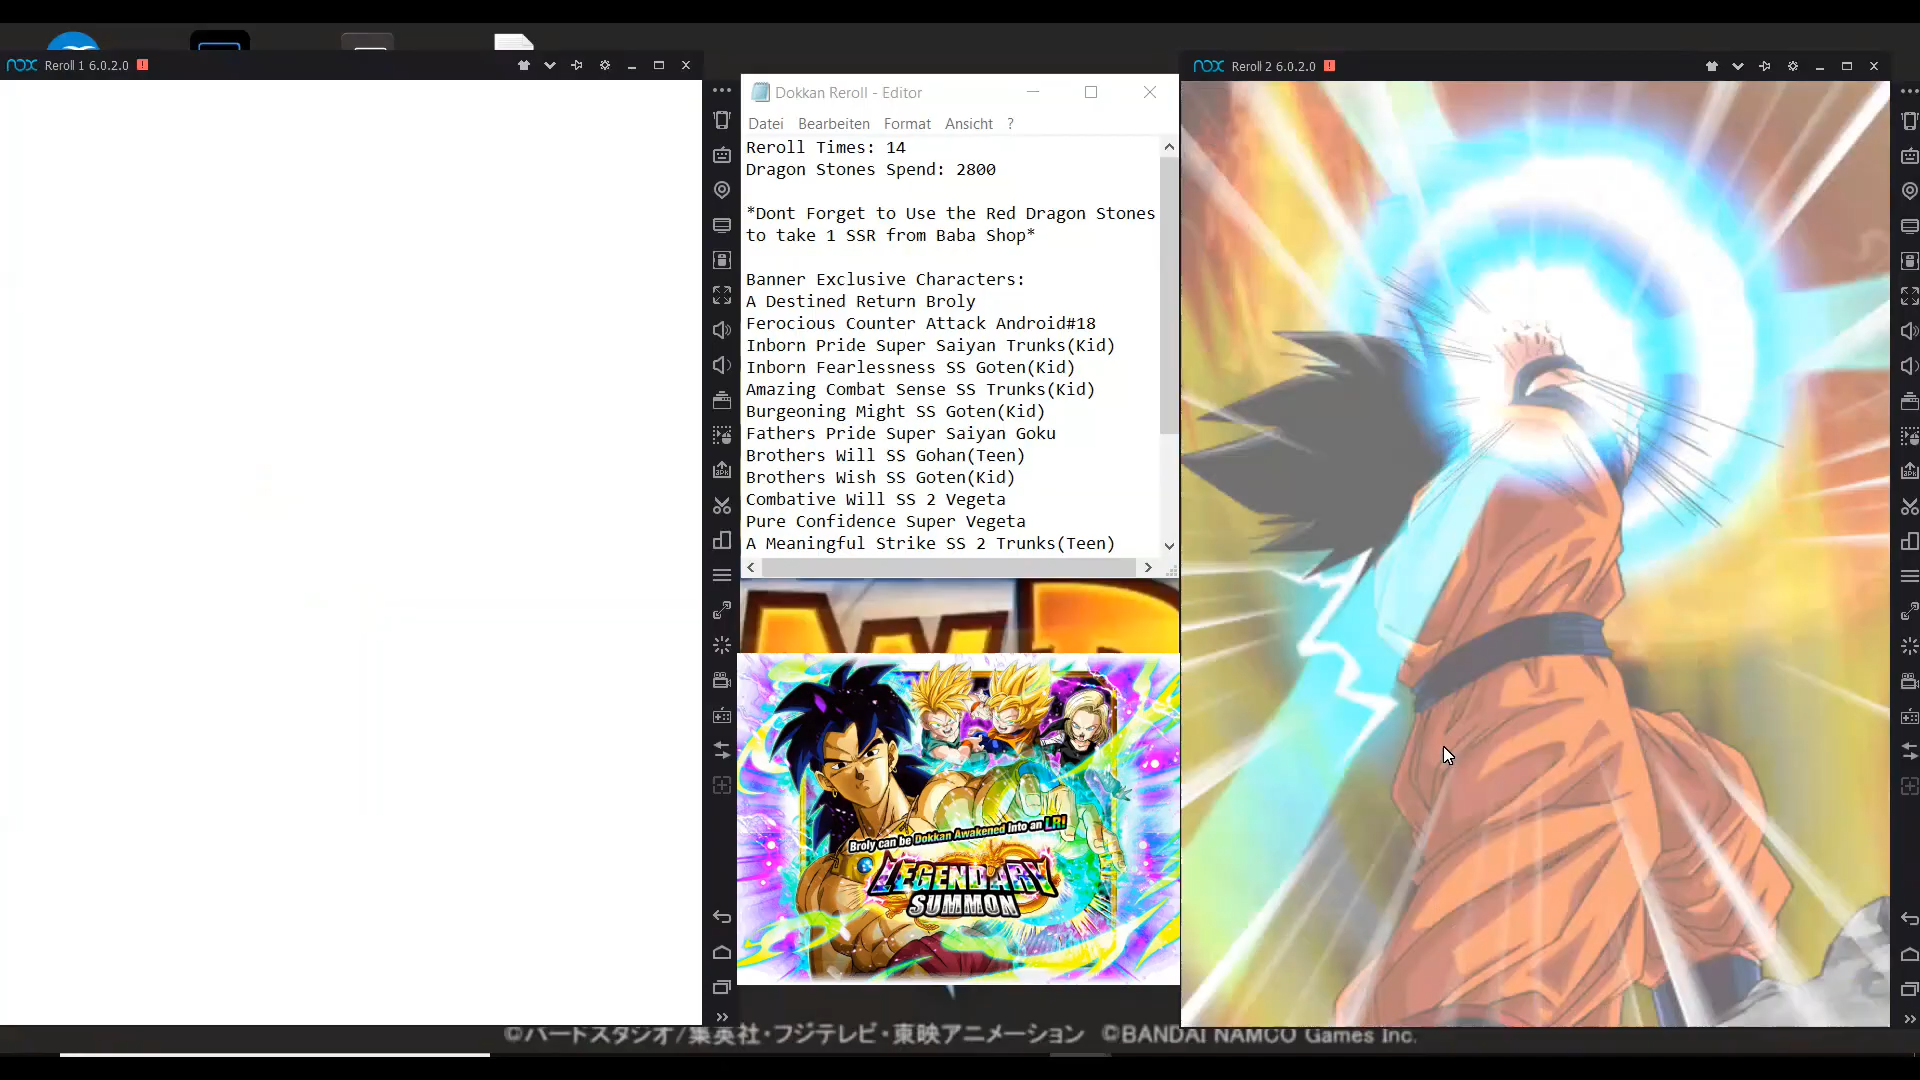 nox Reroll 1 6.0.2.0
Dokkan Reroll - Editor
Datei Bearbeiten Format Ansicht ?
Reroll Times: 14
Dragon Stones Spend: 2800
*Dont Forget to Use the Red Dragon Stones
to take 1 SSR from Baba Shop*
Banner Exclusive Characters:
A Destined Return Broly
Ferocious Counter Attack Android#18
Inborn Pride Super Saiyan Trunks(Kid)
Inborn Fearlessness SS Goten(Kid)
Amazing Combat Sense SS Trunks(Kid)
Burgeoning Might SS Goten(Kid)
Fathers Pride Super Saiyan Goku
Brothers Will SS Gohan(Teen)
Brothers Wish SS Goten(Kid)
Combative Will SS 2 Vegeta
Pure Confidence Super Vegeta
A Meaningful Strike SS 2 Trunks(Teen)
Broly can be Dokkan Awakened into an LR!
LEGENDARY
SUMMON
nox Reroll 2 6.0.2.0
©バードスタジオ/集英社・フジテレビ・東映アニメーション ©BANDAI NAMCO Games Inc.